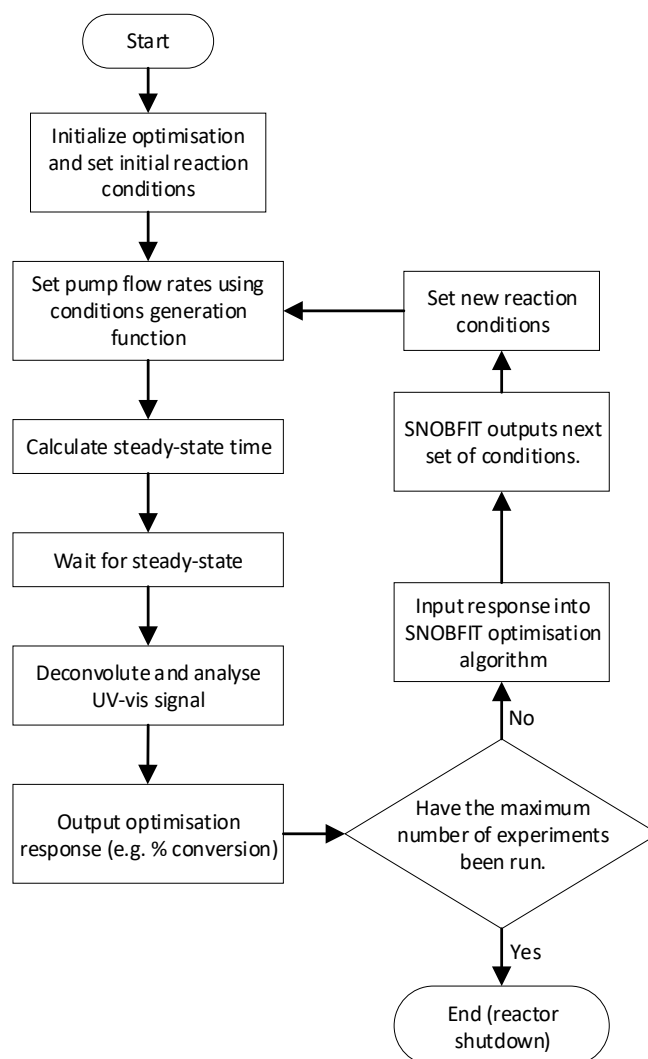 Start
Initialize optimisation
and set initial reaction
conditions
Set pump flow rates using
conditions generation
function
Calculate steady-state time
Wait for steady-state
Deconvolute and analyse
UV-vis signal
Output optimisation
response (e.g. % conversion)
Have the maximum
number of experiments
been run.
No
Input response into
SNOBFIT optimisation
algorithm
SNOBFIT outputs next
set of conditions.
Set new reaction
conditions
Yes
End (reactor
shutdown)